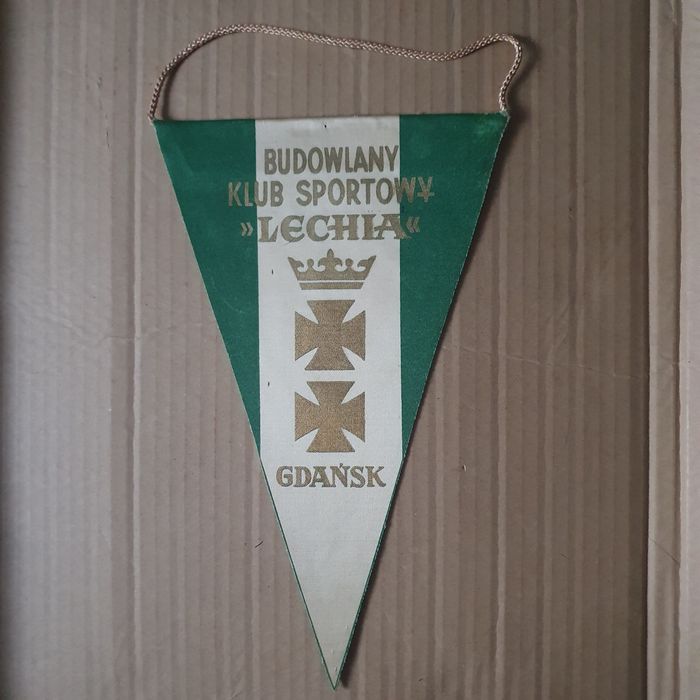 BUDOWLANY
KLUB SPORTOWY
»LECHIA«
GDAŃSK